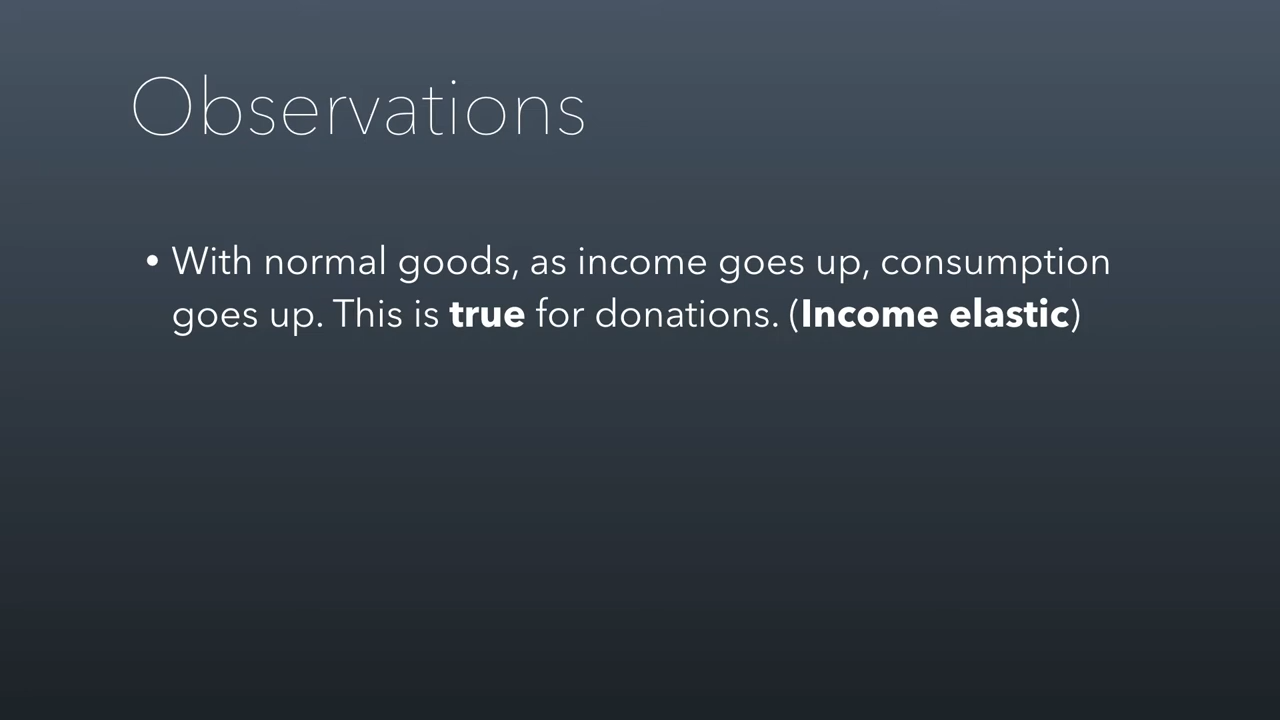 Observations
• With normal goods, as income goes up, consumption
goes up. This is true for donations. (Income elastic)